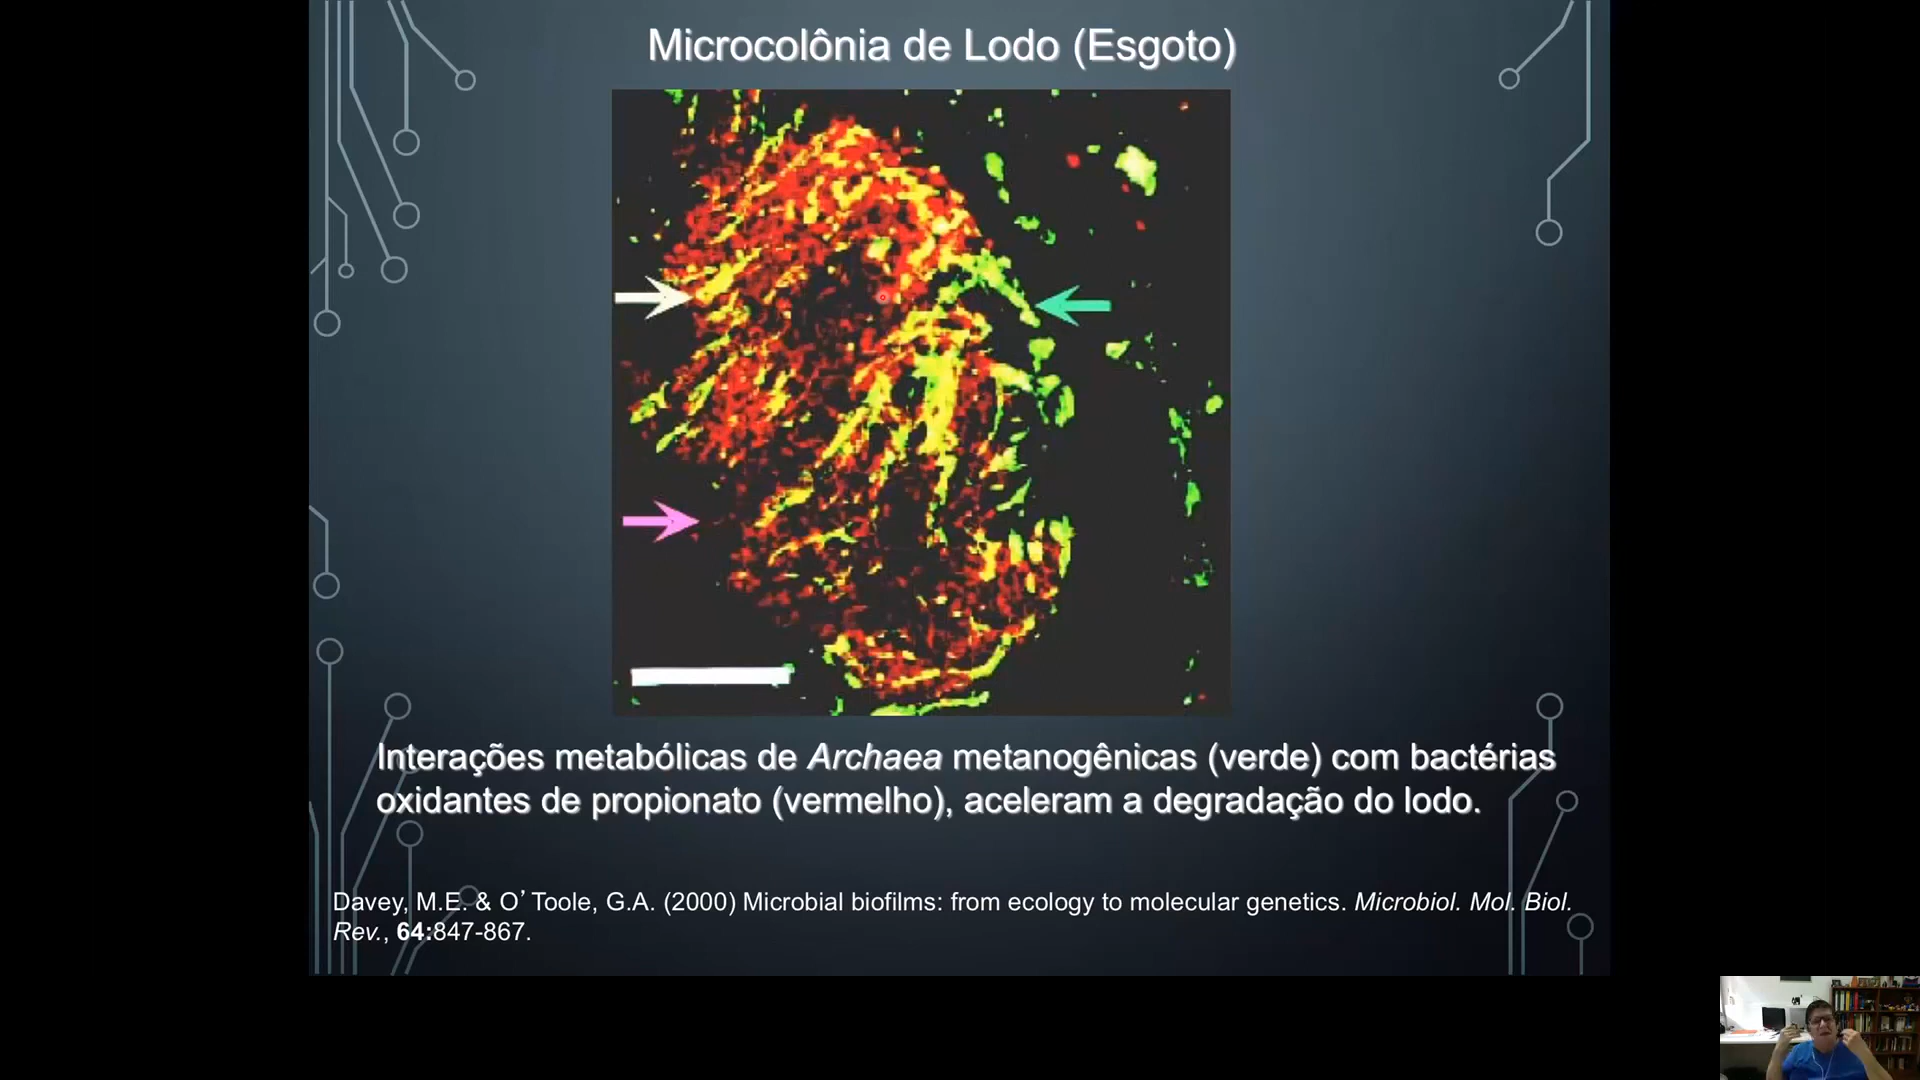 Microcolônia de Lodo (Esgoto)
Interações metabólicas de Archaea metanogênicas (verde) com bactérias
oxidantes de propionato (vermelho), aceleram a degradação do lodo.
Davey, M.E. & O’Toole, G.A. (2000) Microbial biofilms: from ecology to molecular genetics. Microbiol. Mol. Biol.
Rev., 64:847-867.